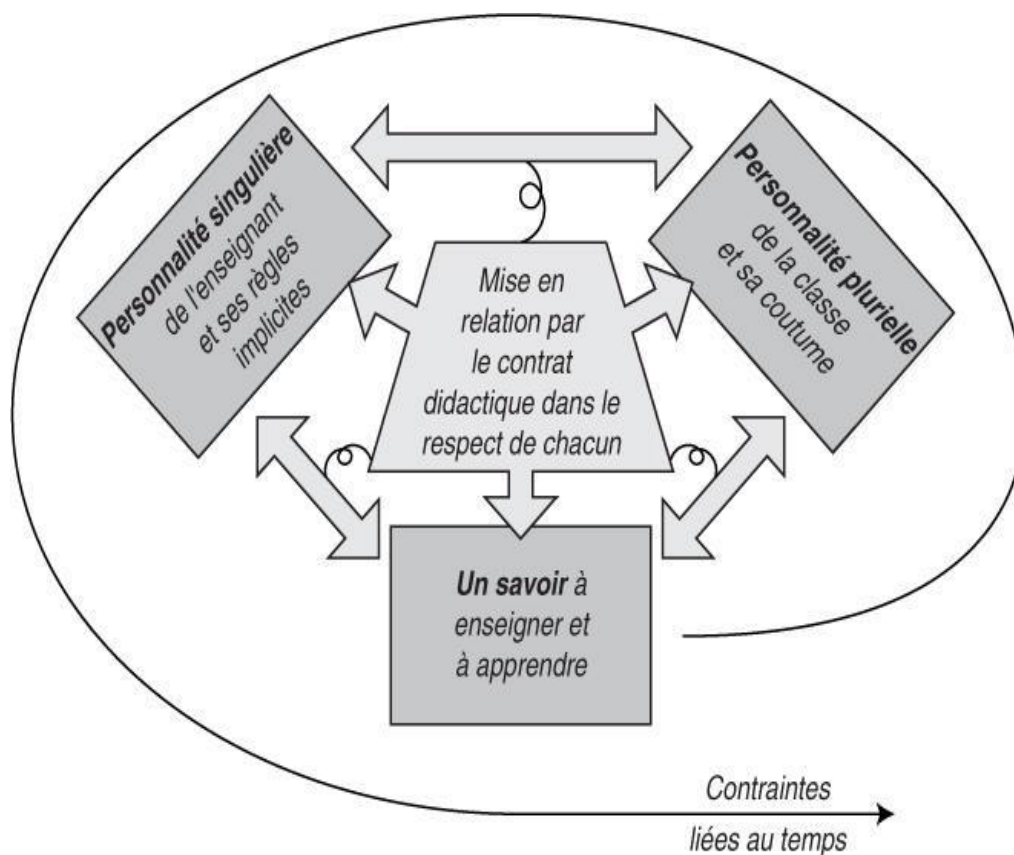 Personnalité singulière
de l'enseignant
et ses règles
implicites
Personnalité plurielle
de la classe
et sa coutume
Mise en
relation par
le contrat
didactique dans le
respect de chacun
Un savoir à
enseigner et
à apprendre
Contraintes
liées au temps